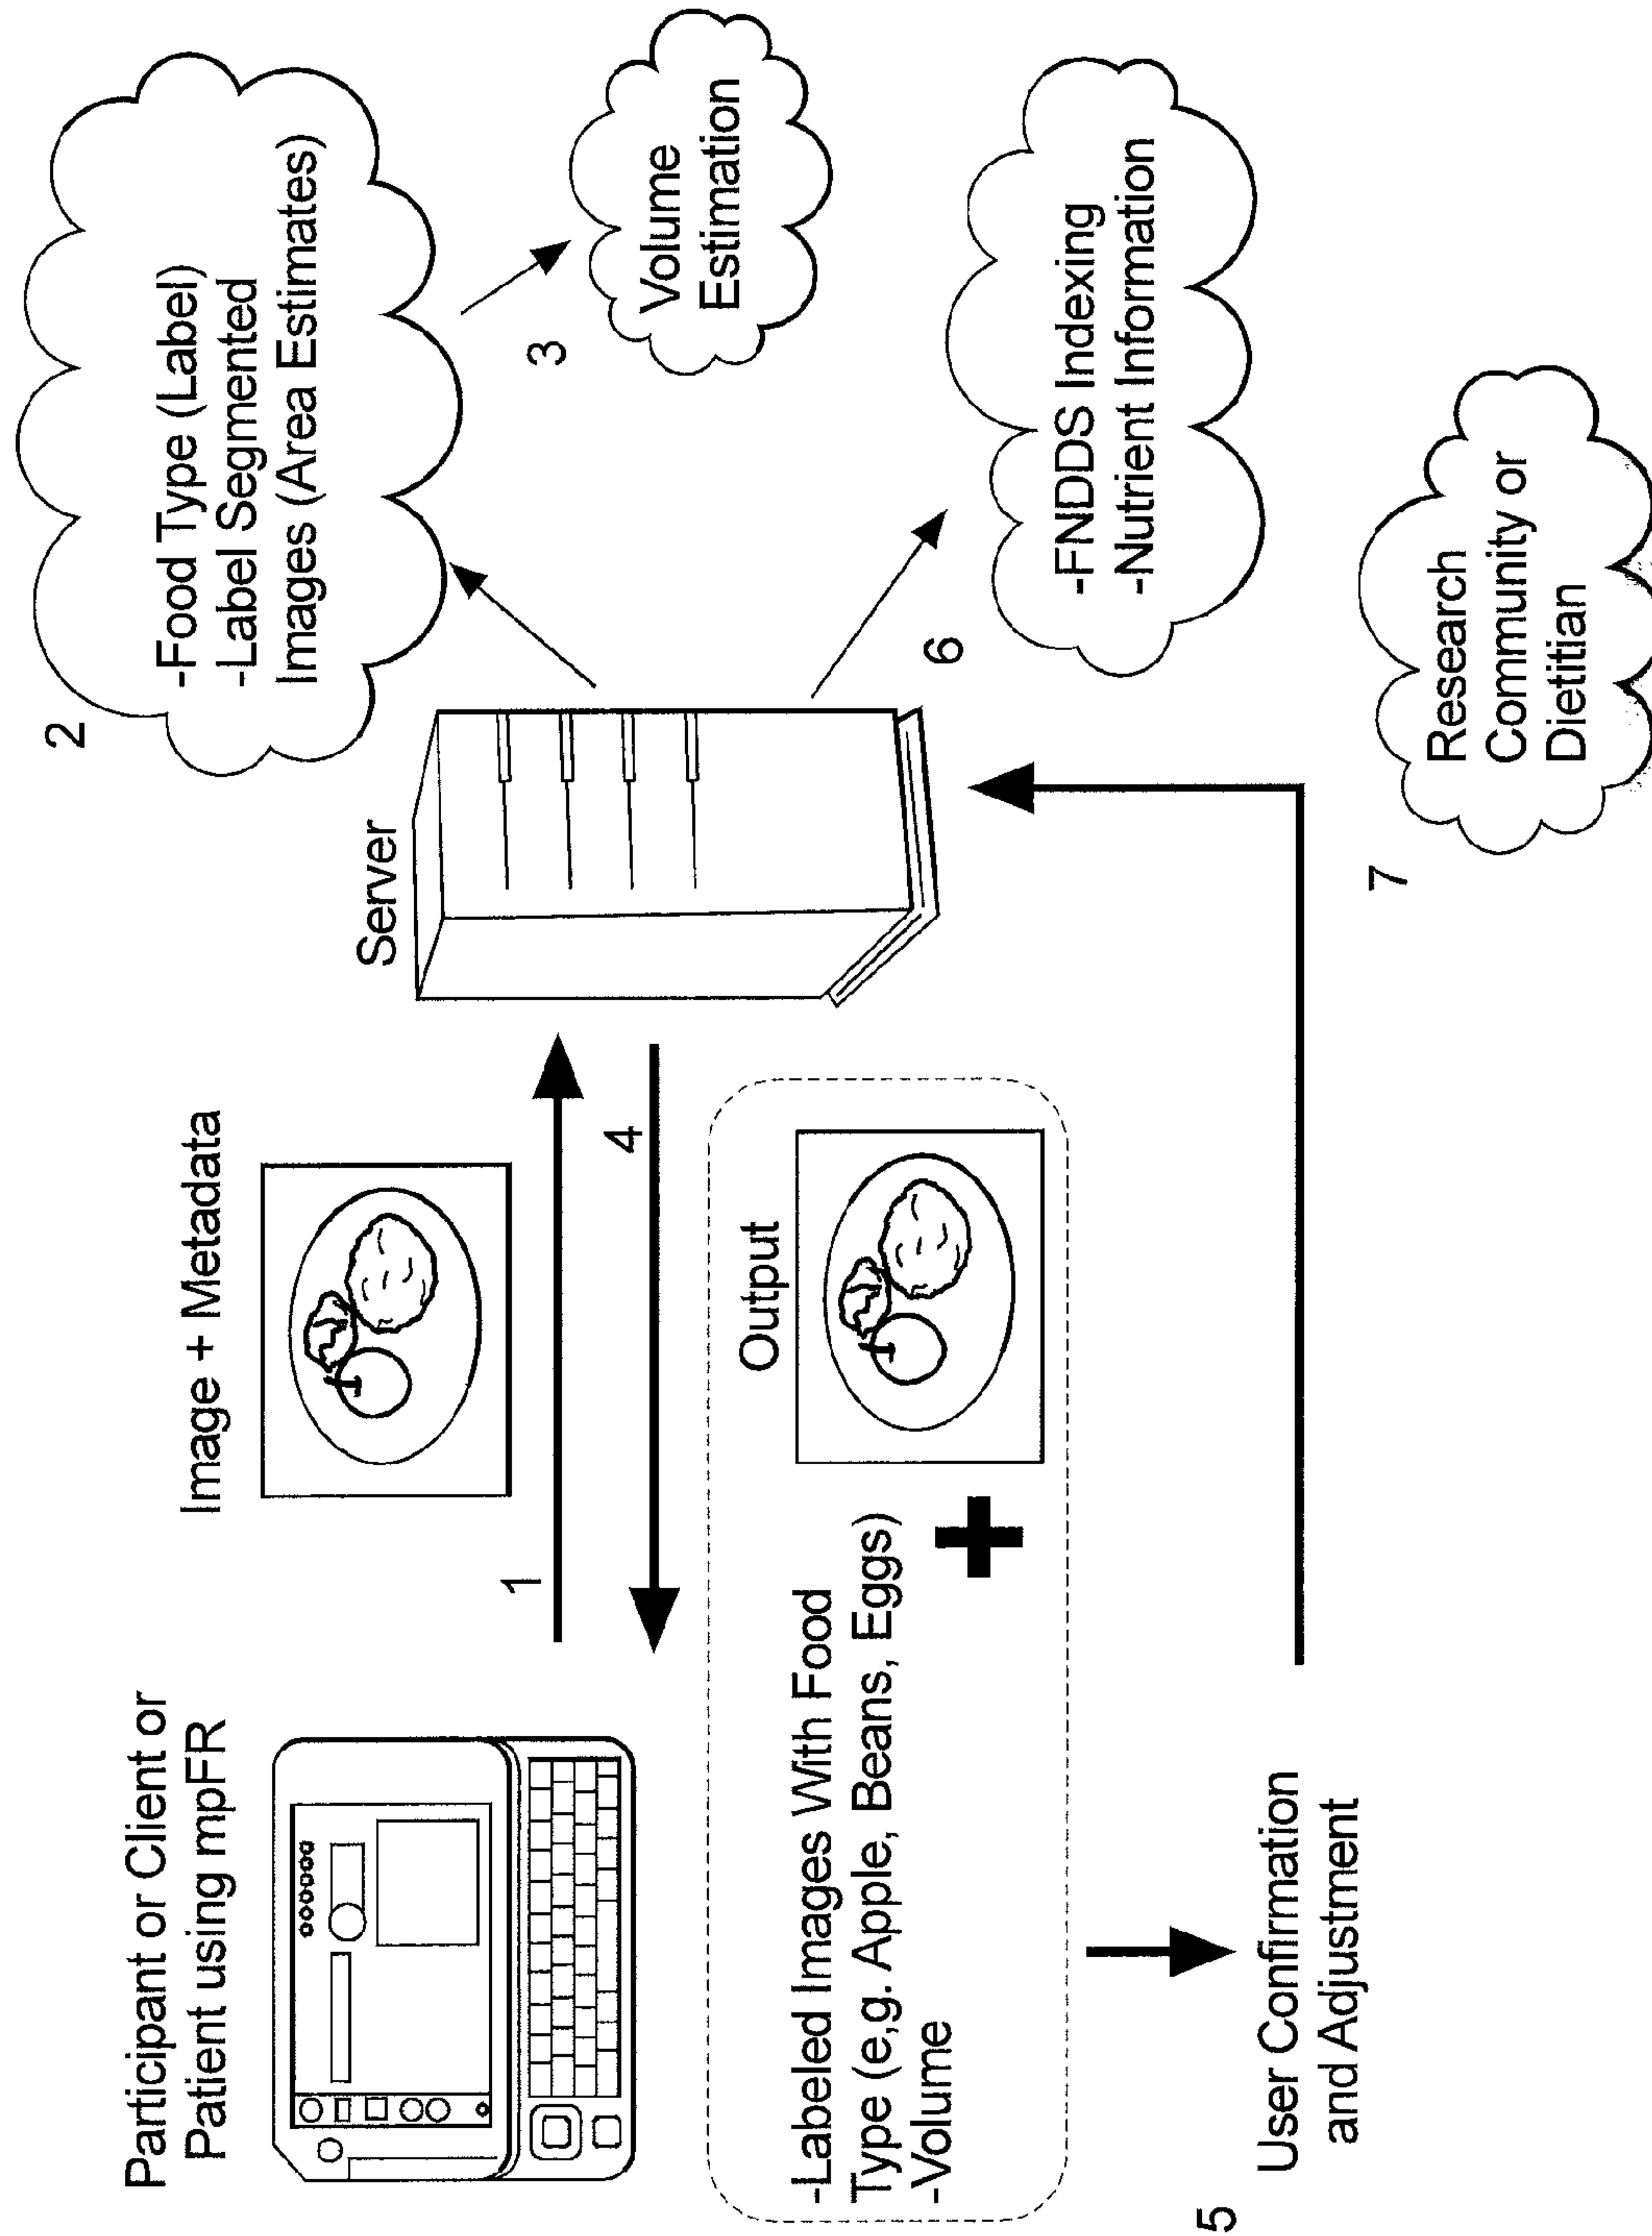 Participant or Client or
Patient using mpFR
Image + Metadata
1
Server
2
-Food Type (Label)
-Label Segmented
Images (Area Estimates)
3
Volume
Estimation
4
Output
-Labeled Images With Food
Type (e,g. Apple, Beans, Eggs)
-Volume
+
5
User Confirmation
and Adjustment
6
-FNDDS Indexing
-Nutrient Information
7
Research
Community or
Dietitian